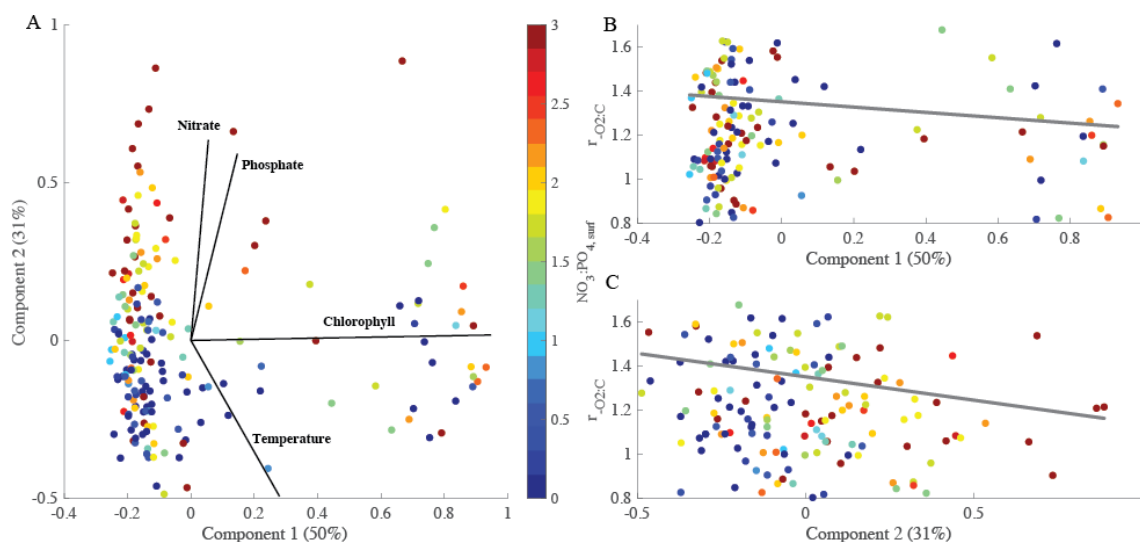 A
Component 2 (31%)
1
0.5
0
-0.5
Nitrate
Phosphate
Chlorophyll
Temperature
-0.4
-0.2
0
0.2
0.4
0.6
0.8
1
Component 1 (50%)
3
2.5
2
1.5
1
0.5
0
NO3:PO4, surf
B
r-O2:C
1.6
1.4
1.2
1
0.8
-0.4
-0.2
0
0.2
0.4
0.6
0.8
Component 1 (50%)
C
r-O2:C
1.6
1.4
1.2
1
0.8
0
0.5
Component 2 (31%)